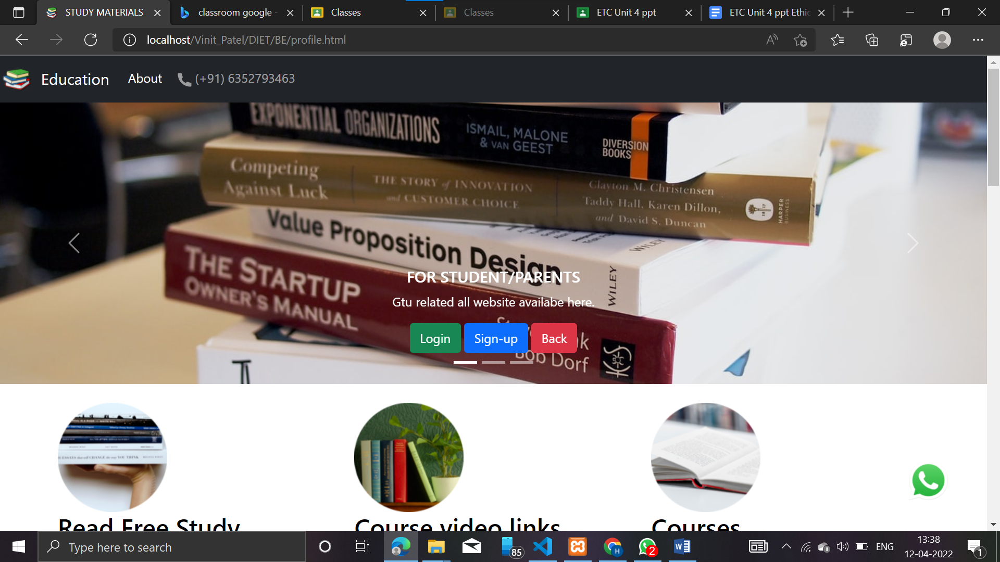 STUDY MATERIALS
classroom google -
Classes
Classes
ETC Unit 4 ppt
ETC Unit 4 ppt Ethic
localhost/Vinit_Patel/DIET/BE/profile.html
Education
About
(+91) 6352793463
EXPONENTIAL ORGANIZATIONS
ISMAIL, MALONE
& VAN GEEST
DIVERSION
BOOKS
Competing
Against Luck
THE STORY of INNOVATION
and CUSTOMER CHOICE
Clayton M. Christensen
Taddy Hall, Karen Dillon,
and David S. Duncan
HARPER
BUSINESS
Value Proposition Design
WILEY
WILEY
THE STARTUP
OWNER'S MANUAL
Bob Dorf
FOR STUDENT/PARENTS
Gtu related all website availabe here.
Login
Sign-up
Back
Read Free Study
Course video links
Courses
Type here to search
85
2
ENG
13:38
12-04-2022
1